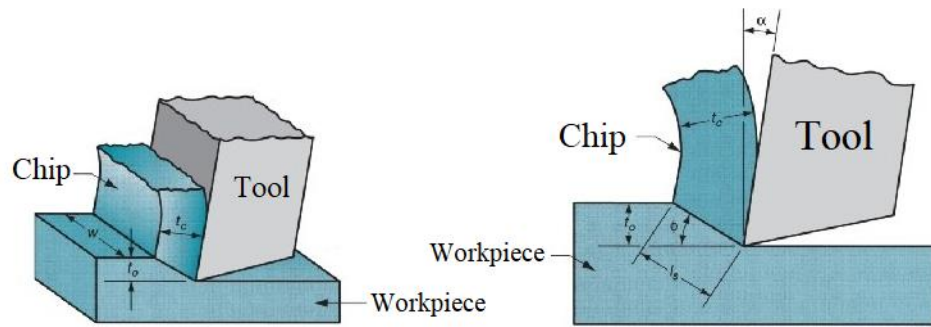 Chip
Tool
t_c
w
t_o
Workpiece
α
t_c
Chip
Tool
t_o
ϕ
l_s
Workpiece